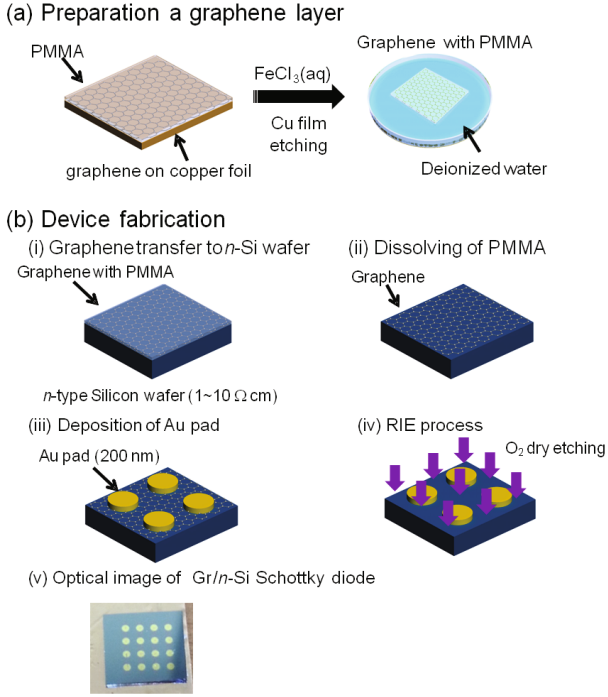 (a) Preparation a graphene layer
PMMA
graphene on copper foil
FeCl3(aq)
Cu film
etching
Graphene with PMMA
Deionized water
(b) Device fabrication
(i) Graphene transfer to n-Si wafer
Graphene with PMMA
n-type Silicon wafer (1~10 Ω cm)
(ii) Dissolving of PMMA
Graphene
(iii) Deposition of Au pad
Au pad (200 nm)
(iv) RIE process
O2 dry etching
(v) Optical image of Gr/n-Si Schottky diode